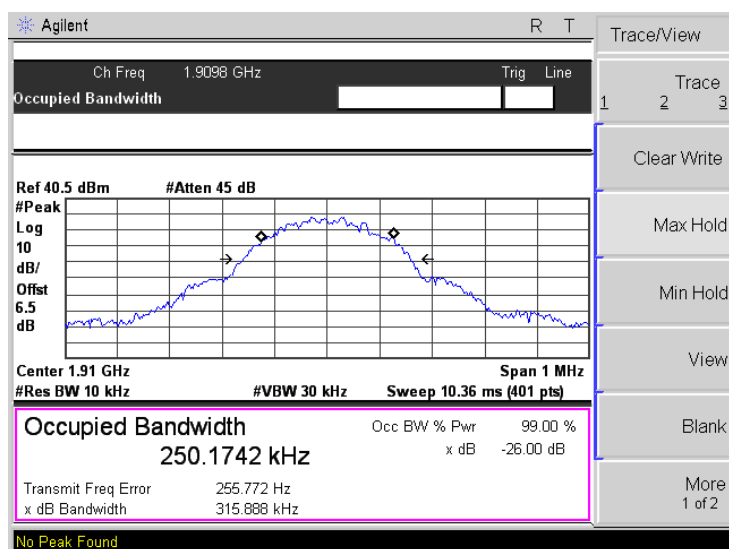 Agilent R T
Trace/View
Ch Freq 1.9098 GHz Trig Line
Occupied Bandwidth
Trace
1 2 3
Clear Write
Ref 40.5 dBm #Atten 45 dB
#Peak
Log
10
dB/
Offst
6.5
dB
Max Hold
Min Hold
View
Center 1.91 GHz Span 1 MHz
#Res BW 10 kHz #VBW 30 kHz Sweep 10.36 ms (401 pts)
Occupied Bandwidth
250.1742 kHz
Occ BW % Pwr 99.00 %
x dB -26.00 dB
Transmit Freq Error 255.772 Hz
x dB Bandwidth 315.888 kHz
Blank
More
1 of 2
No Peak Found